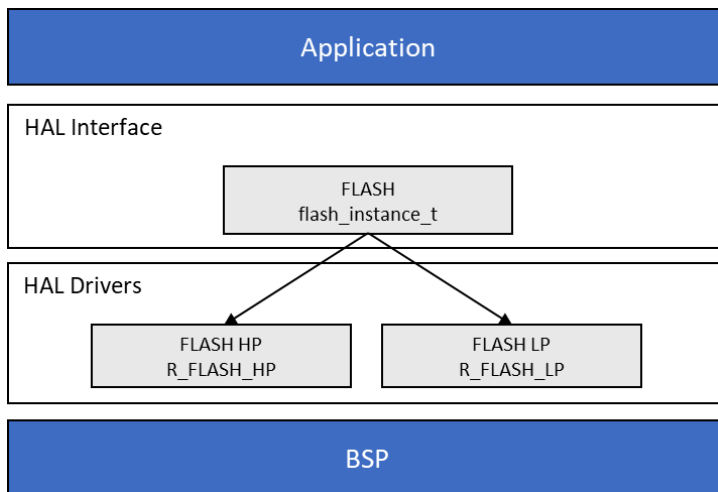 Application
HAL Interface
FLASH
flash_instance_t
HAL Drivers
FLASH HP
R_FLASH_HP
FLASH LP
R_FLASH_LP
BSP